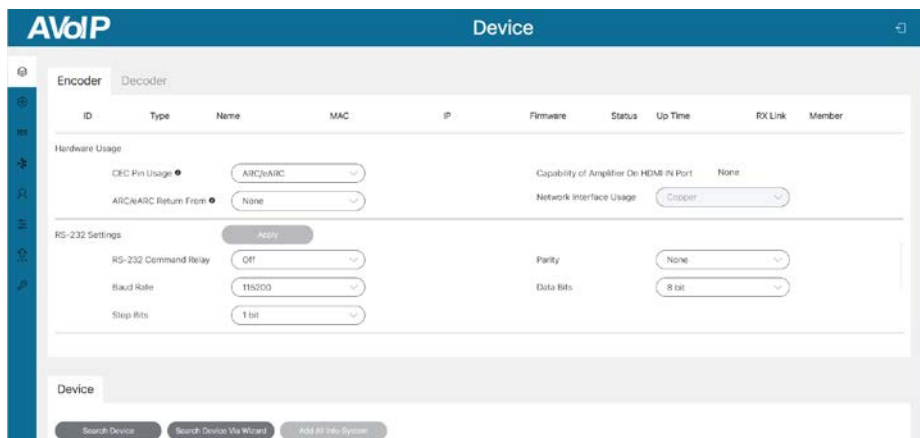 AVoIP Device
Encoder Decoder
ID Type Name MAC IP Firmware Status Up Time RX Link Member
Hardware Usage
CEC Pin Usage ARC/eARC Capability of Amplifier On HDMI IN Port None
ARC/eARC Return From None Network Interface Usage Copper
RS-232 Settings Apply
RS-232 Command Relay Off Parity None
Baud Rate 115200 Data Bits 8 bit
Stop Bits 1 bit
Device
Search Device Search Device Via Wizard Add All Into System